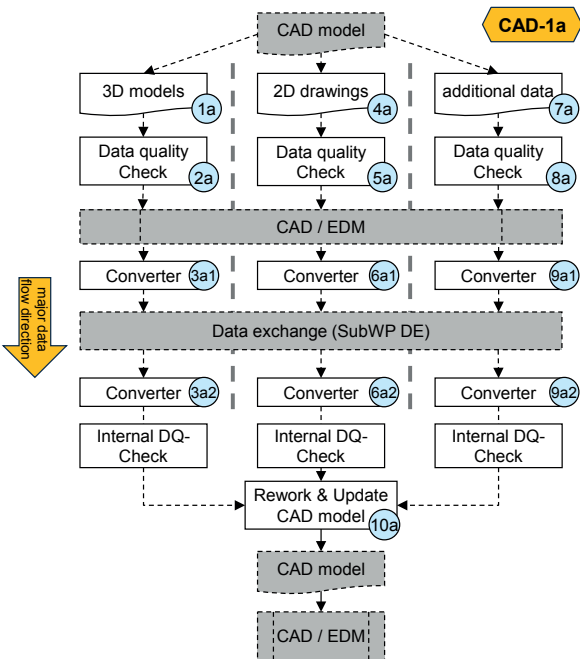 CAD model
CAD-1a
3D models
1a
2D drawings
4a
additional data
7a
Data quality
Check
2a
Data quality
Check
5a
Data quality
Check
8a
CAD / EDM
Converter
3a1
Converter
6a1
Converter
9a1
major data
flow direction
Data exchange (SubWP DE)
Converter
3a2
Converter
6a2
Converter
9a2
Internal DQ-
Check
Internal DQ-
Check
Internal DQ-
Check
Rework & Update
CAD model
10a
CAD model
CAD / EDM